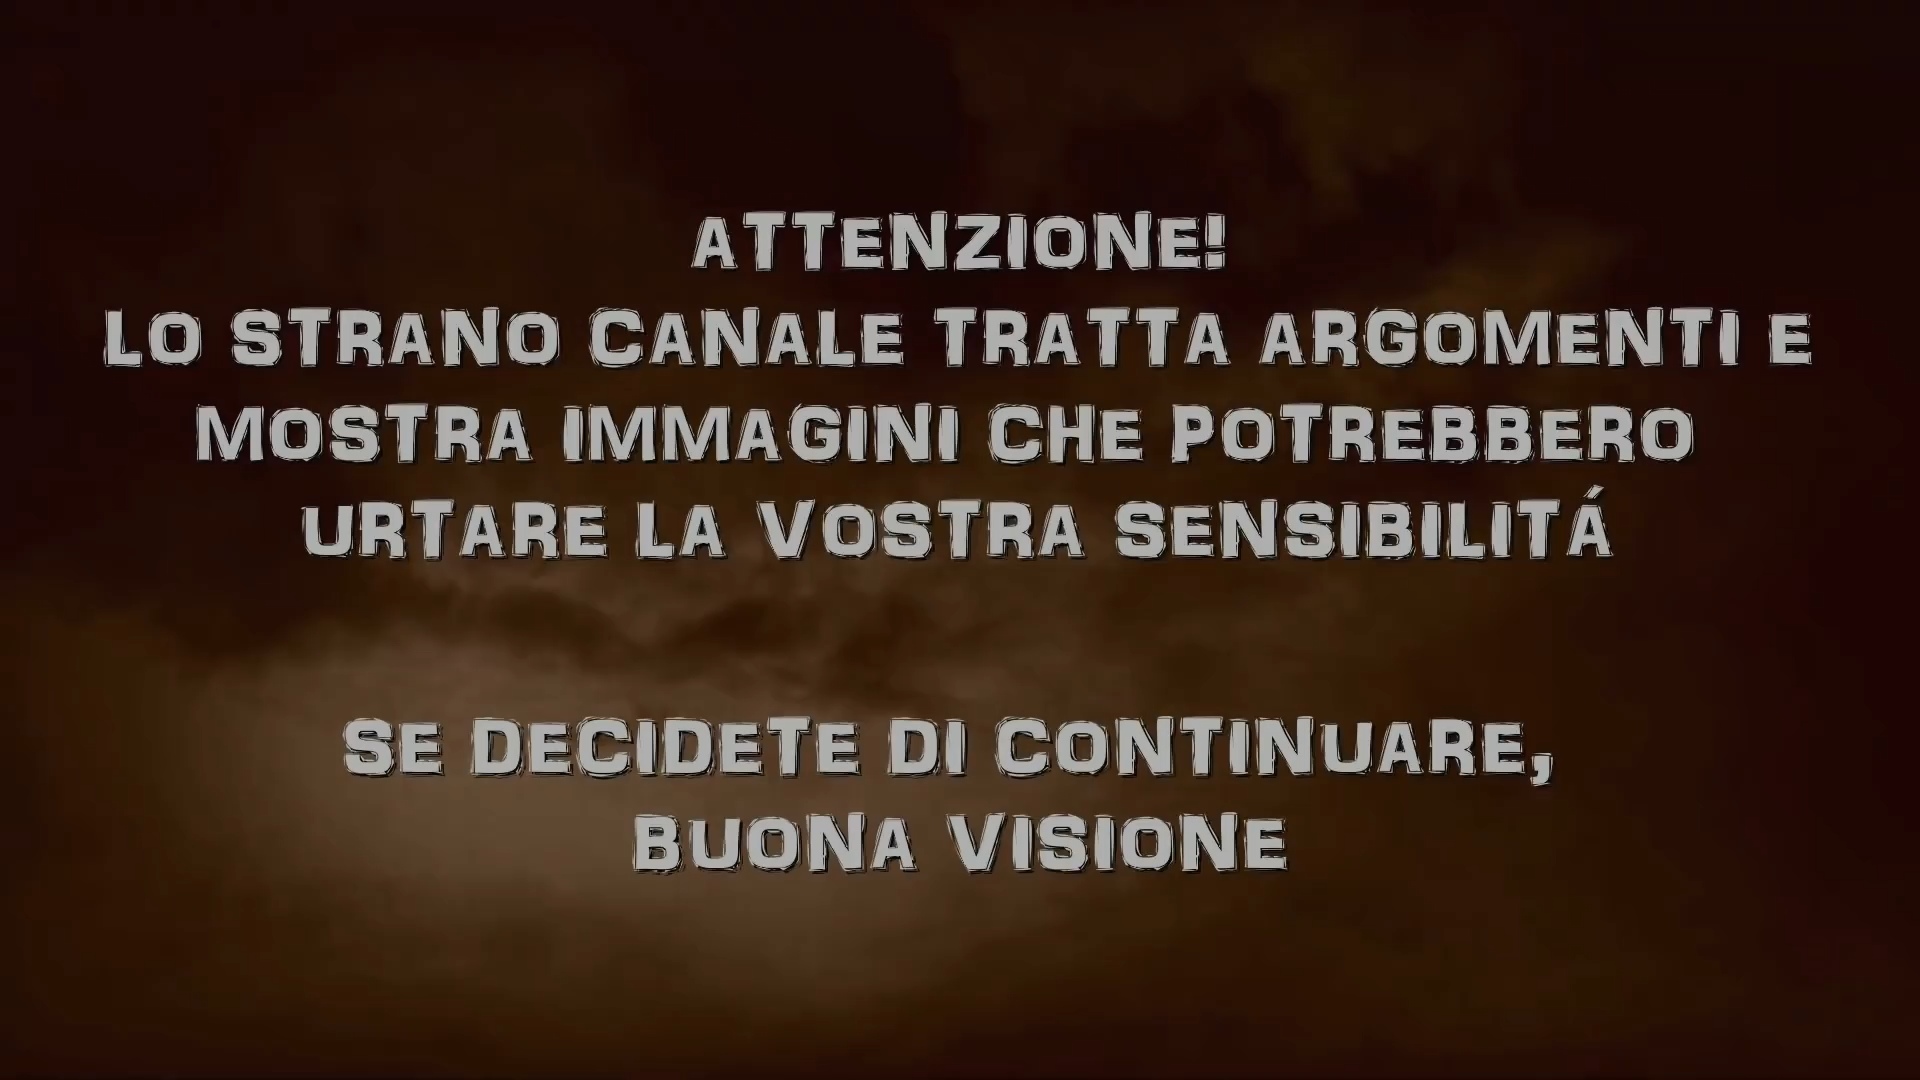 ATTENZIONE!
LO STRANO CANALE TRATTA ARGOMENTI E
MOSTRA IMMAGINI CHE POTREBBERO
URTARE LA VOSTRA SENSIBILITÁ
SE DECIDETE DI CONTINUARE,
BUONA VISIONE